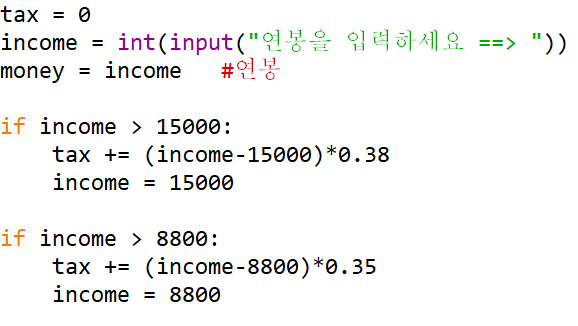 tax = 0
income = int(input("연봉을 입력하세요 ==> "))
money = income   #연봉

if income > 15000:
    tax += (income-15000)*0.38
    income = 15000

if income > 8800:
    tax += (income-8800)*0.35
    income = 8800